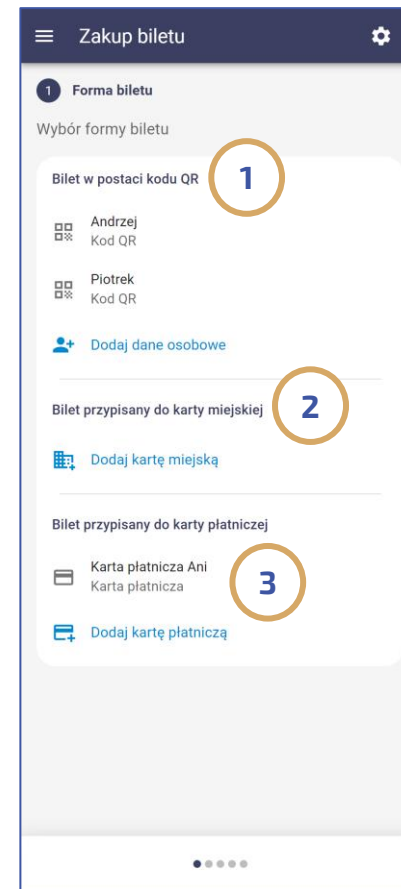 Zakup biletu
1 Forma biletu
Wybór formy biletu
Bilet w postaci kodu QR 1
Andrzej
Kod QR
Piotrek
Kod QR
Dodaj dane osobowe
Bilet przypisany do karty miejskiej 2
Dodaj kartę miejską
Bilet przypisany do karty płatniczej
Karta płatnicza Ani
Karta płatnicza
3
Dodaj kartę płatniczą